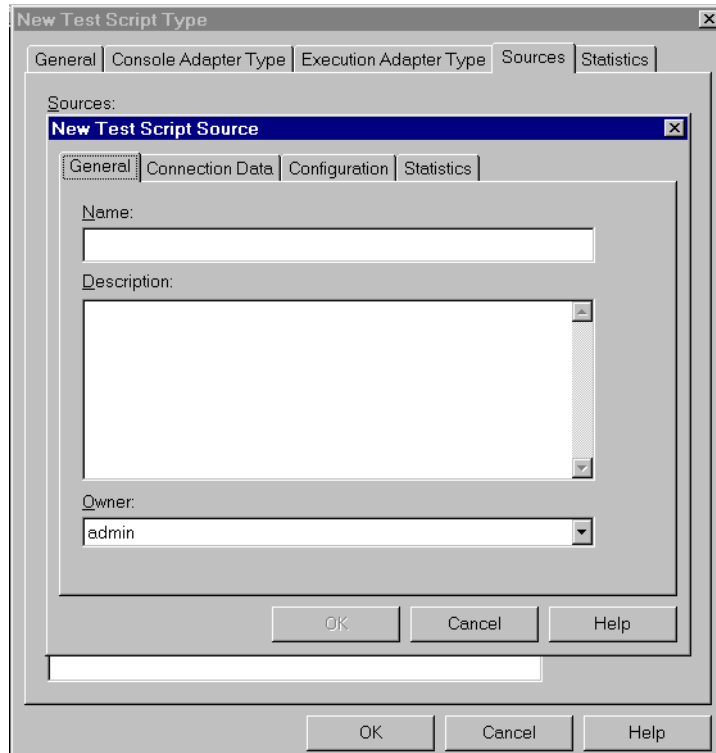 New Test Script Type
General Console Adapter Type Execution Adapter Type Sources Statistics
Sources:
New Test Script Source
General Connection Data Configuration Statistics
Name:
Description:
Owner:
admin
OK Cancel Help
OK Cancel Help